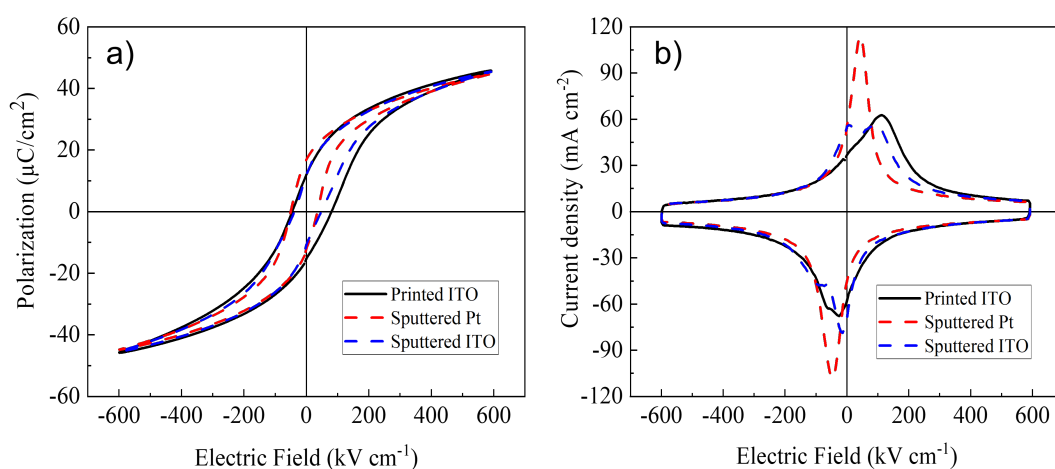 a)
60
40
20
0
-20
-40
-60
-600 -400 -200 0 200 400 600
Polarization (μC/cm²)
Electric Field (kV cm⁻¹)
Printed ITO
Sputtered Pt
Sputtered ITO
b)
120
90
60
30
0
-30
-60
-90
-120
-600 -400 -200 0 200 400 600
Current density (mA cm⁻²)
Electric Field (kV cm⁻¹)
Printed ITO
Sputtered Pt
Sputtered ITO